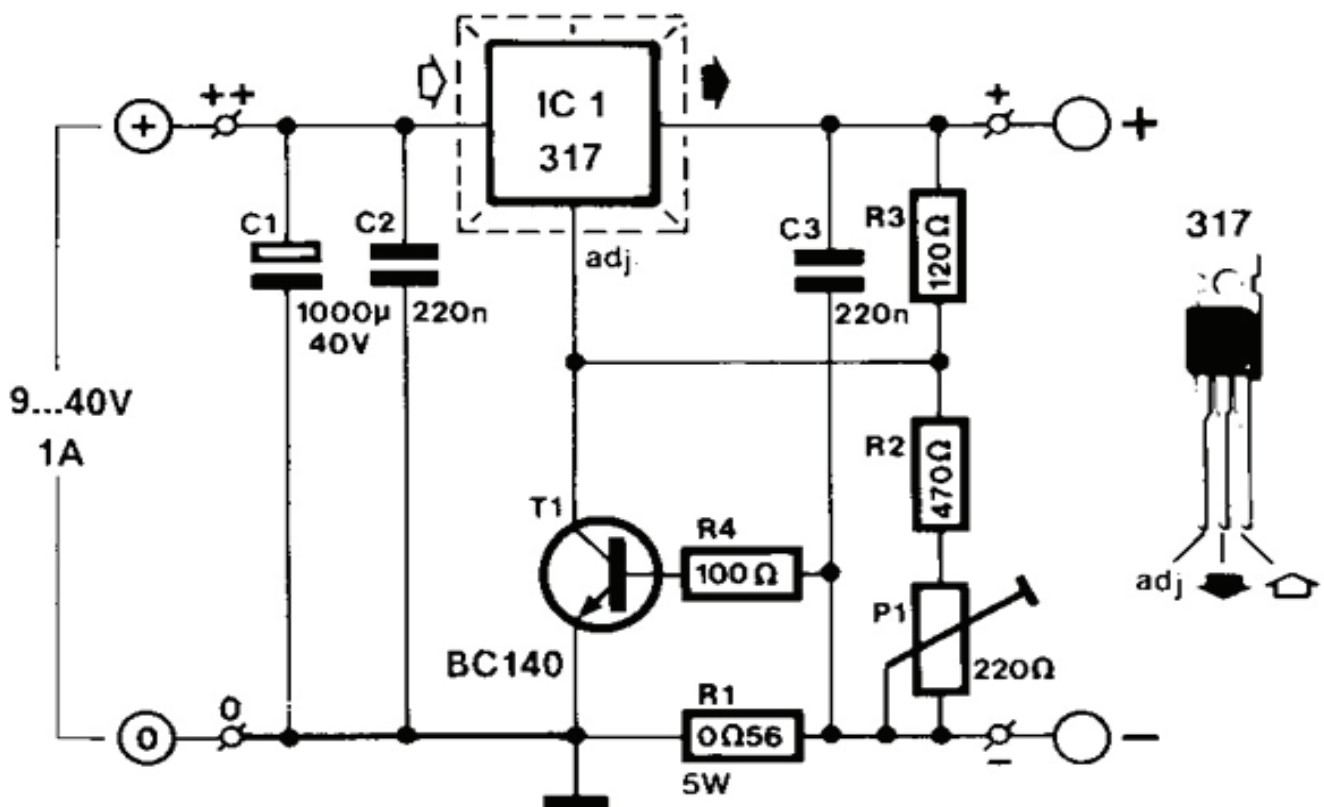 IC 1
317
+ +
+
+
+
C1
1000µ
40V
C2
220n
adj.
C3
220n
R3
120Ω
317
9...40V
1A
R2
470Ω
T1
R4
100Ω
adj
P1
220Ω
BC140
R1
0Ω56
5W
0
0
−
−